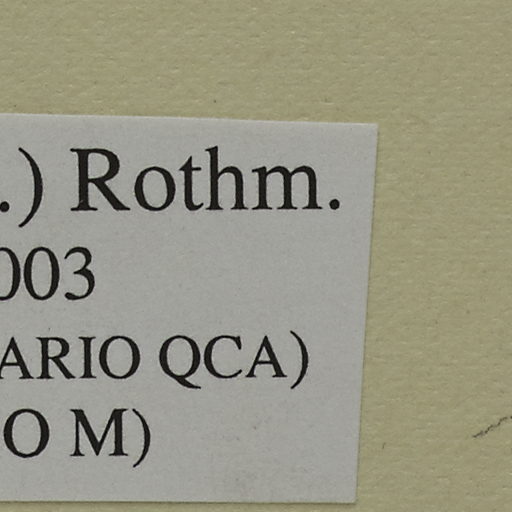 .) Rothm.
003
ARIO QCA)
O M)